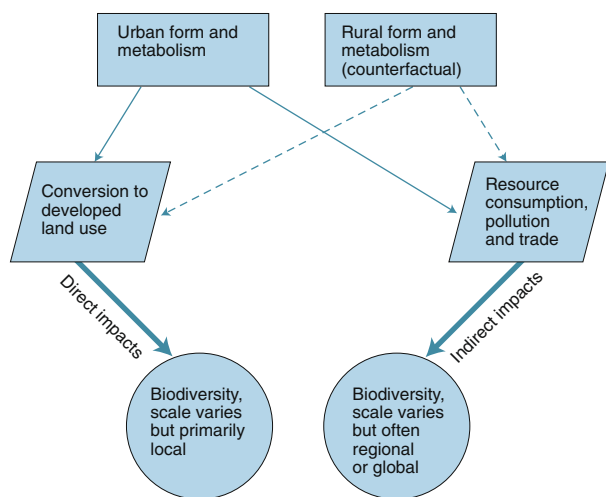 Urban form and
metabolism
Rural form and
metabolism
(counterfactual)
Conversion to
developed
land use
Resource
consumption,
pollution
and trade
Direct impacts
Indirect impacts
Biodiversity,
scale varies
but primarily
local
Biodiversity,
scale varies
but often
regional
or global